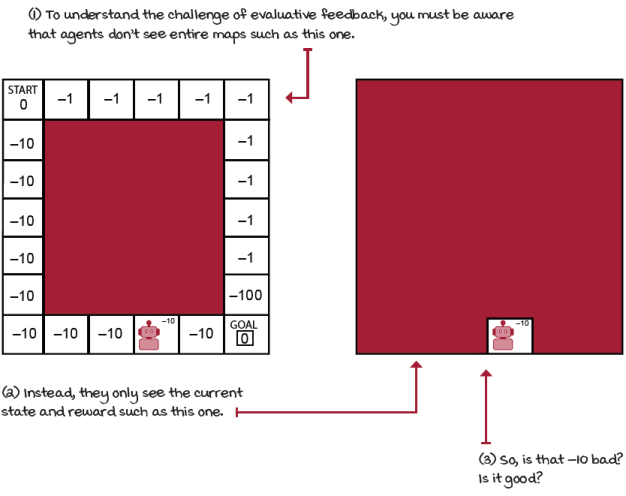 (1) To understand the challenge of evaluative feedback, you must be aware
that agents don't see entire maps such as this one.
START
0
−1
−1
−1
−1
−1
−10
−1
−10
−1
−10
−1
−10
−1
−10
−100
−10
−10
−10
−10
−10
GOAL
0
−10
(2) Instead, they only see the current
state and reward such as this one.
(3) So, is that −10 bad?
Is it good?